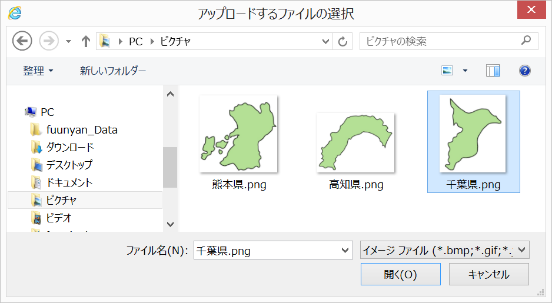 アップロードするファイルの選択
PC ピクチャ
ピクチャの検索
整理 新しいフォルダー
PC
fuunyan_Data
ダウンロード
デスクトップ
ドキュメント
ピクチャ
ビデオ
熊本県.png
高知県.png
千葉県.png
ファイル名(N):
千葉県.png
イメージ ファイル (*.bmp;*.gif;*.
開く(O)
キャンセル